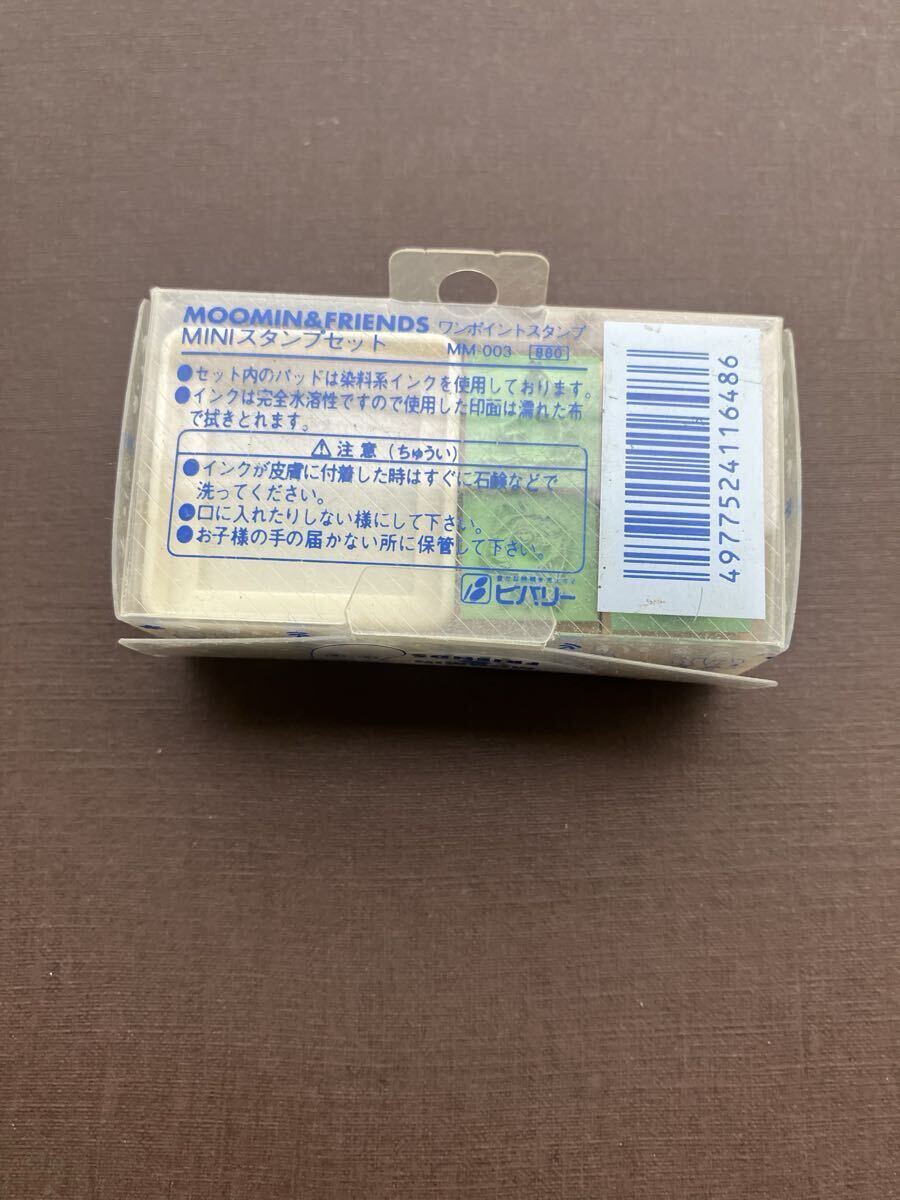 MOOMIN&FRIENDS ワンポイントスタンプ
MINIスタンプセット MM-003 880
●セット内のパッドは染料系インクを使用しております。
●インクは完全水溶性ですので使用した印面は濡れた布
で拭きとれます。
⚠注意(ちゅうい)
●インクが皮膚に付着した時はすぐに石鹸などで
洗ってください。
●口に入れたりしない様にして下さい。
●お子様の手の届かない所に保管して下さい。
ビバリー
4977524116486
FRIENDS